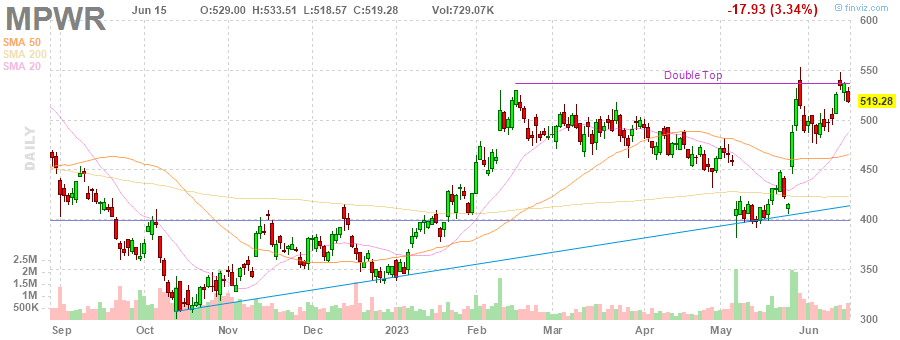 MPWR Jun 15 O:529.00 H:533.51 L:518.57 C:519.28 Vol:729.07K -17.93 (3.34%) finviz.com
SMA 50
SMA 200
SMA 20
DAILY
Double Top
600
550
519.28
500
450
400
350
300
2.5M
2M
1.5M
1M
500K
Sep Oct Nov Dec 2023 Feb Mar Apr May Jun